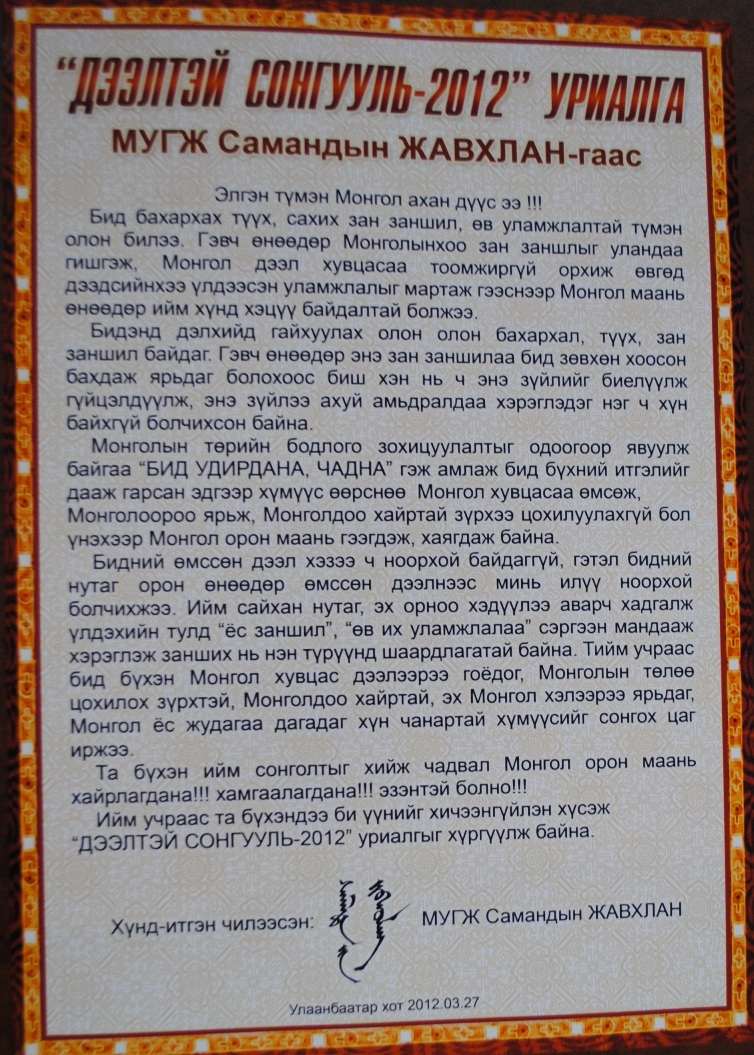 “ДЭЭЛТЭЙ СОНГУУЛЬ-2012” УРИАЛГА
МУГЖ Самандын ЖАВХЛАН-гаас
Элгэн түмэн Монгол ахан дүүс ээ !!!
Бид бахархах түүх, сахих зан заншил, өв уламжлалтай түмэн
олон билээ. Гэвч өнөөдөр Монголынхоо зан заншлыг уландаа
гишгэж, Монгол дээл хувцасаа тоомжиргүй орхиж өвгөд
дээдсийнхээ үлдээсэн уламжлалыг мартаж гээснээр Монгол маань
өнөөдөр ийм хүнд хэцүү байдалтай болжээ.
Бидэнд дэлхийд гайхуулах олон олон бахархал, түүх, зан
заншил байдаг. Гэвч өнөөдөр энэ зан заншилаа бид зөвхөн хоосон
бахдаж ярьдаг болохоос биш хэн нь ч энэ зүйлийг биелүүлж
гүйцэлдүүлж, энэ зүйлээ ахуй амьдралдаа хэрэглэдэг нэг ч хүн
байхгүй болчихсон байна.
Монголын төрийн бодлого зохицуулалтыг одоогоор явуулж
байгаа “БИД УДИРДАНА, ЧАДНА” гэж амлаж бид бүхний итгэлийг
дааж гарсан эдгээр хүмүүс өөрснөө Монгол хувцасаа өмсөж,
Монголоороо ярьж, Монголдоо хайртай зүрхээ цохилуулахгүй бол
үнэхээр Монгол орон маань гээгдэж, хаягдаж байна.
Бидний өмссөн дээл хэзээ ч ноорхой байдаггүй, гэтэл бидний
нутаг орон өнөөдөр өмссөн дээлнээс минь илүү ноорхой
болчихжээ. Ийм сайхан нутаг, эх орноо хэдүүлээ аварч хадгалж
үлдэхийн тулд “ёс заншил”, “өв их уламжлалаа” сэргээн мандааж
хэрэглэж занших нь нэн түрүүнд шаардлагатай байна. Тийм учраас
бид бүхэн Монгол хувцас дээлээрээ гоёдог, Монголын төлөө
цохилох зүрхтэй, Монголдоо хайртай, эх Монгол хэлээрээ ярьдаг,
Монгол ёс жудагаа дагадаг хүн чанартай хүмүүсийг сонгох цаг
иржээ.
Та бүхэн ийм сонголтыг хийж чадвал Монгол орон маань
хайрлагдана!!! хамгаалагдана!!! эзэнтэй болно!!!
Ийм учраас та бүхэндээ би үүнийг хичээнгүйлэн хүсэж
“ДЭЭЛТЭЙ СОНГУУЛЬ-2012” уриалгыг хүргүүлж байна.
Хүнд-итгэн чилээсэн: МУГЖ Самандын ЖАВХЛАН
Улаанбаатар хот 2012.03.27